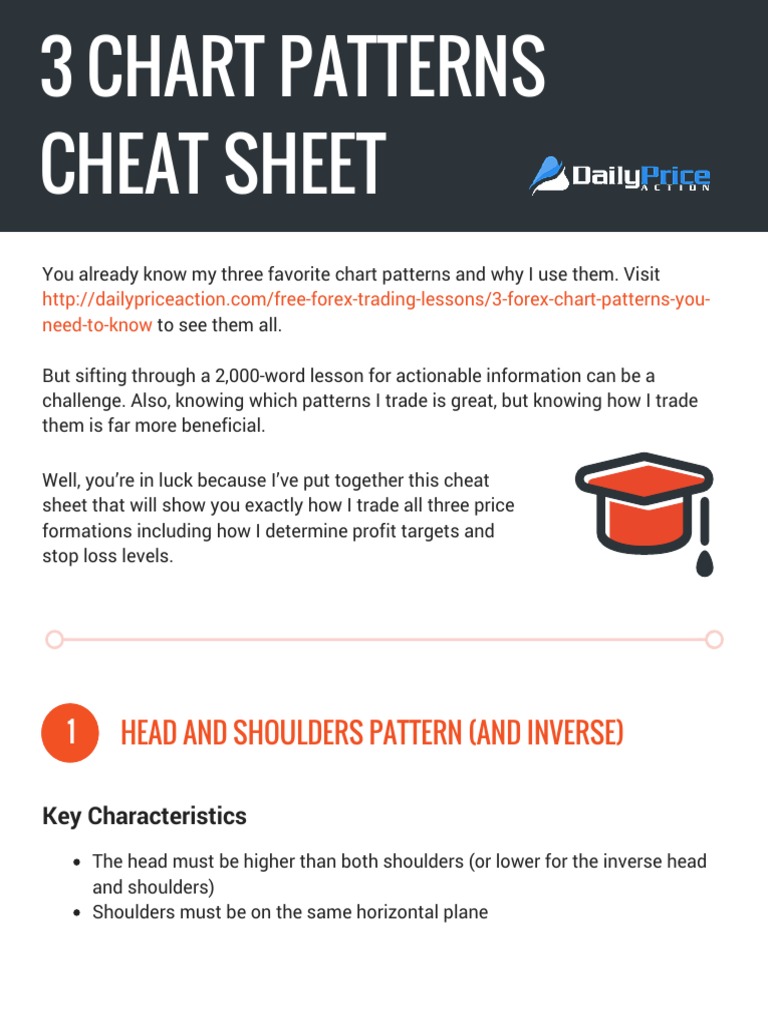 3 CHART PATTERNS
CHEAT SHEET
DailyPrice
ACTION
You already know my three favorite chart patterns and why I use them. Visit
http://dailypriceaction.com/free-forex-trading-lessons/3-forex-chart-patterns-you-
need-to-know to see them all.
But sifting through a 2,000-word lesson for actionable information can be a
challenge. Also, knowing which patterns I trade is great, but knowing how I trade
them is far more beneficial.
Well, you’re in luck because I’ve put together this cheat
sheet that will show you exactly how I trade all three price
formations including how I determine profit targets and
stop loss levels.
1 HEAD AND SHOULDERS PATTERN (AND INVERSE)
Key Characteristics
• The head must be higher than both shoulders (or lower for the inverse head
and shoulders)
• Shoulders must be on the same horizontal plane